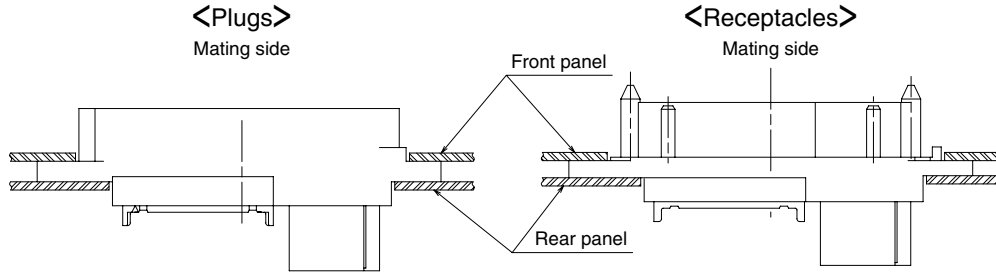 <Plugs>
Mating side
<Receptacles>
Mating side
Front panel
Rear panel